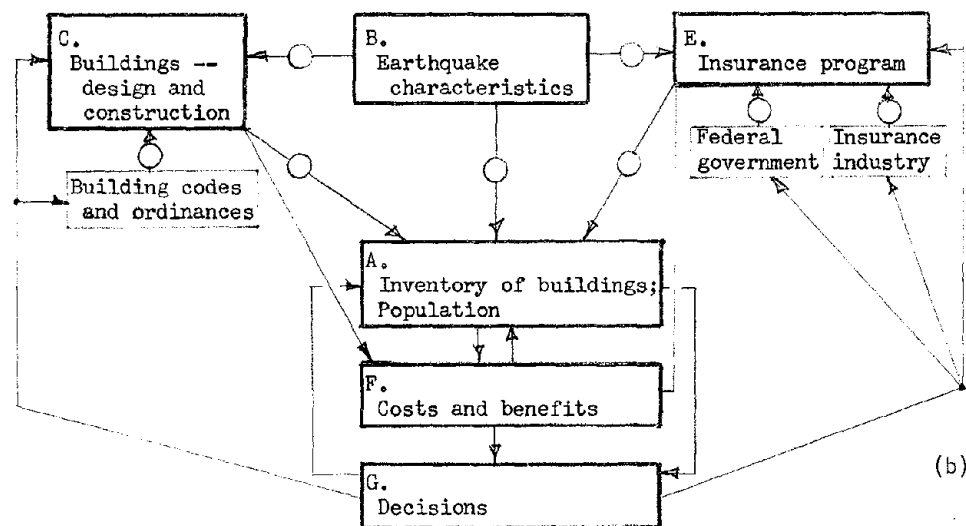 C.
Buildings --
design and
construction
B.
Earthquake
characteristics
E.
Insurance program
Federal
government
Insurance
industry
Building codes
and ordinances
A.
Inventory of buildings;
Population
F.
Costs and benefits
G.
Decisions
(b)